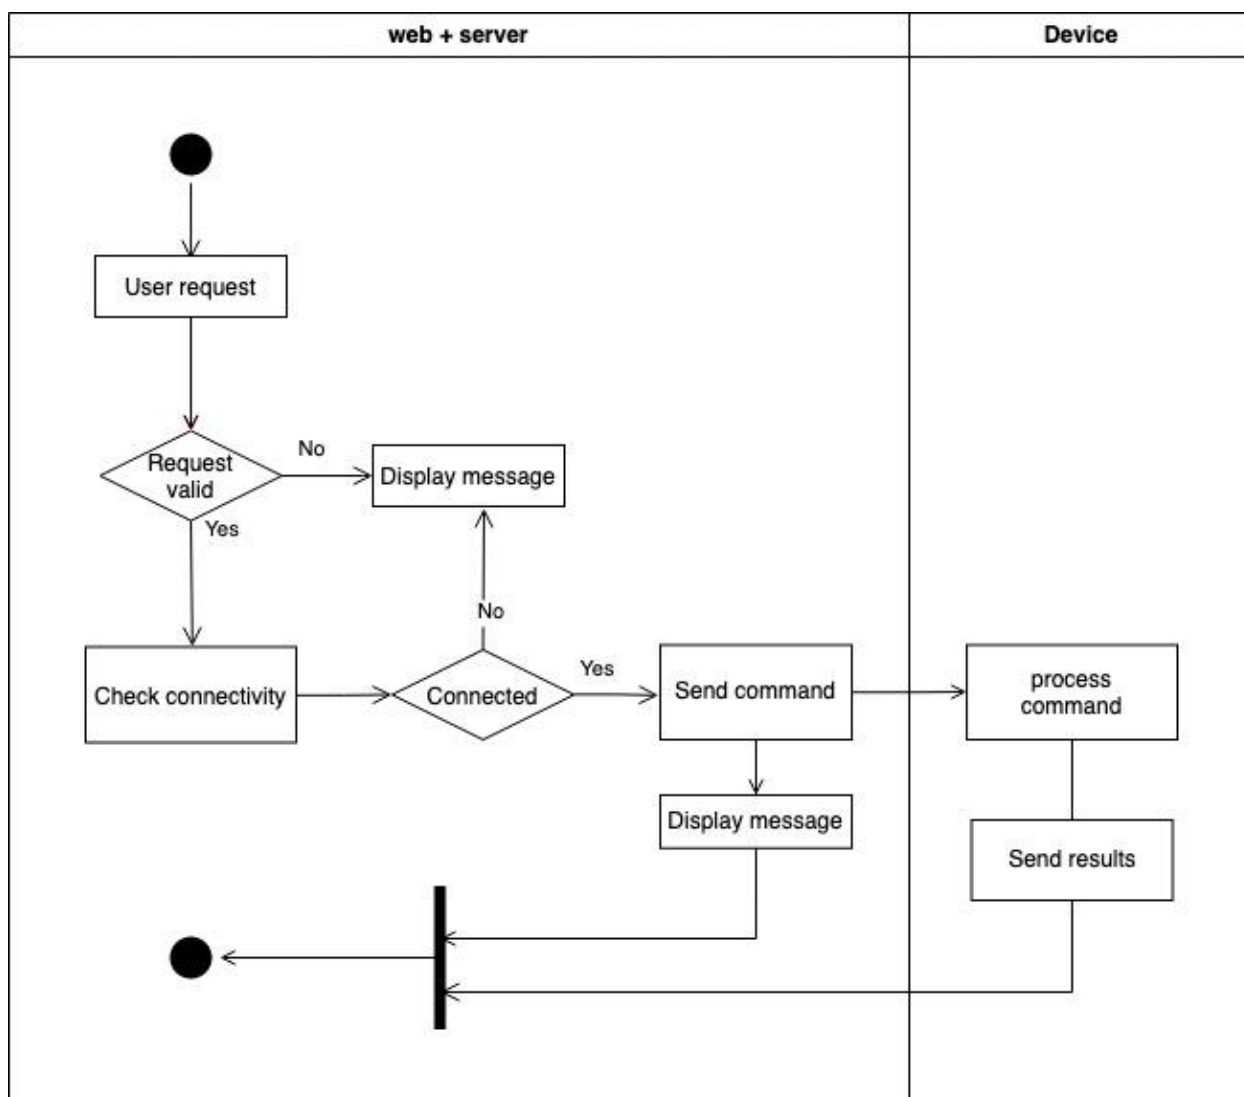 web + server
Device
User request
Request
valid
No
Display message
Yes
No
Check connectivity
Connected
Yes
Send command
process
command
Display message
Send results